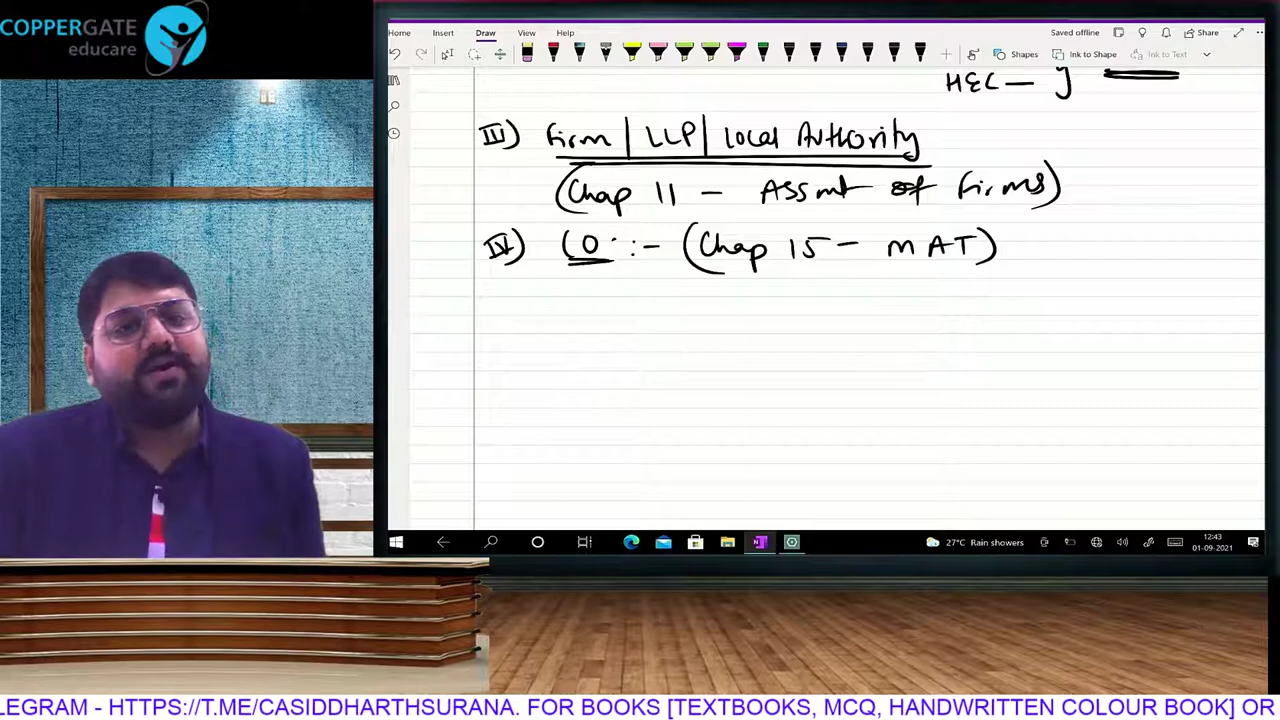 COPPERGATE
educare
Home Insert Draw View Help
Saved offline
Share
Shapes
Ink to Shape
Ink to Text
H&C — }
III) Firm | LLP | Local Authority
(Chap 11 – Assmt of Firms)
IV) CO. :– (Chap 15 – MAT)
27°C Rain showers
12:43
01-09-2021
LEGRAM - HTTPS://T.ME/CASIDDHARTHSURANA. FOR BOOKS [TEXTBOOKS, MCQ, HANDWRITTEN COLOUR BOOK] OR